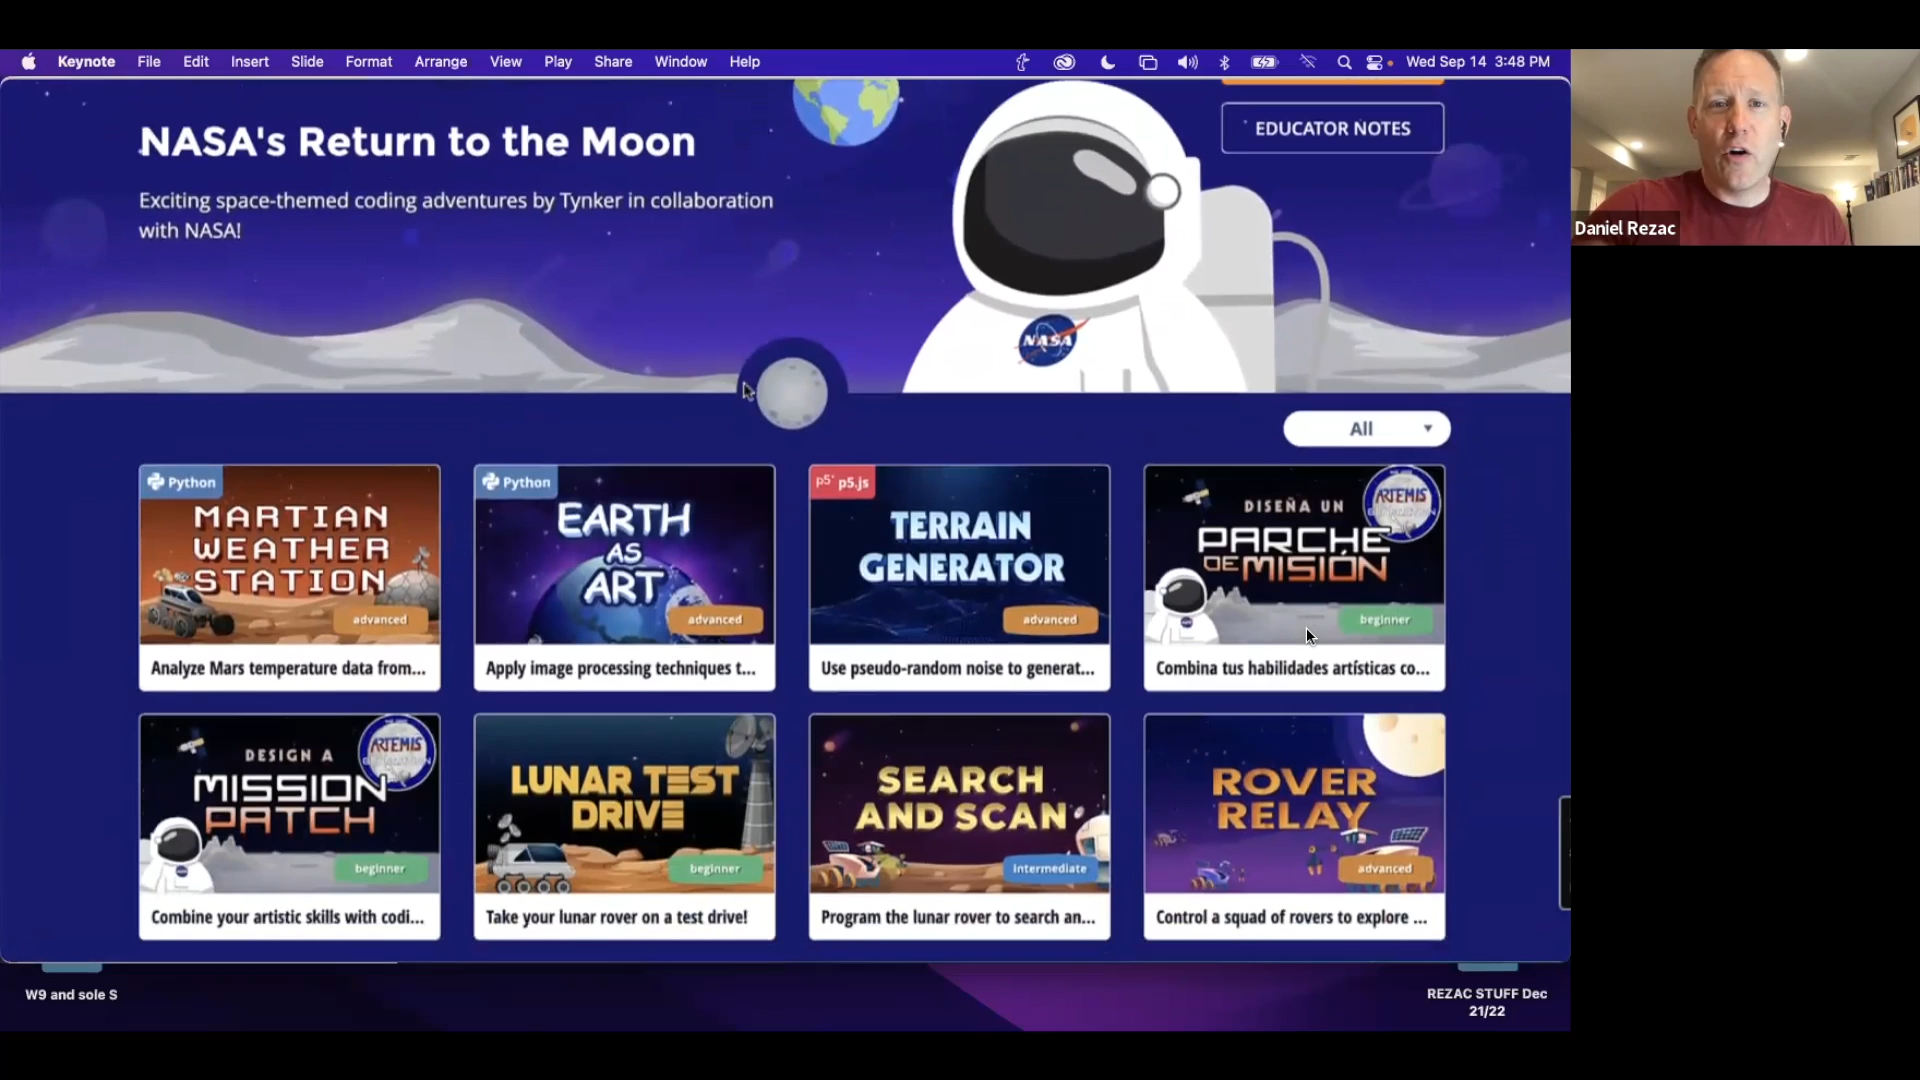 Keynote File Edit Insert Slide Format Arrange View Play Share Window Help Wed Sep 14 3:48 PM
EDUCATOR NOTES
NASA's Return to the Moon
Exciting space-themed coding adventures by Tynker in collaboration
with NASA!
NASA
Daniel Rezac
All
Python
MARTIAN
WEATHER
STATION
advanced
Analyze Mars temperature data from...
Python
EARTH
AS
ART
advanced
Apply image processing techniques t...
p5* p5.js
TERRAIN
GENERATOR
advanced
Use pseudo-random noise to generat...
ARTEMIS
DISEÑA UN
PARCHE
DE MISIÓN
beginner
Combina tus habilidades artísticas co...
ARTEMIS
DESIGN A
MISSION
PATCH
beginner
Combine your artistic skills with codi...
LUNAR TEST
DRIVE
beginner
Take your lunar rover on a test drive!
SEARCH
AND SCAN
Intermediate
Program the lunar rover to search an...
ROVER
RELAY
advanced
Control a squad of rovers to explore ...
W9 and sole S
REZAC STUFF Dec
21/22